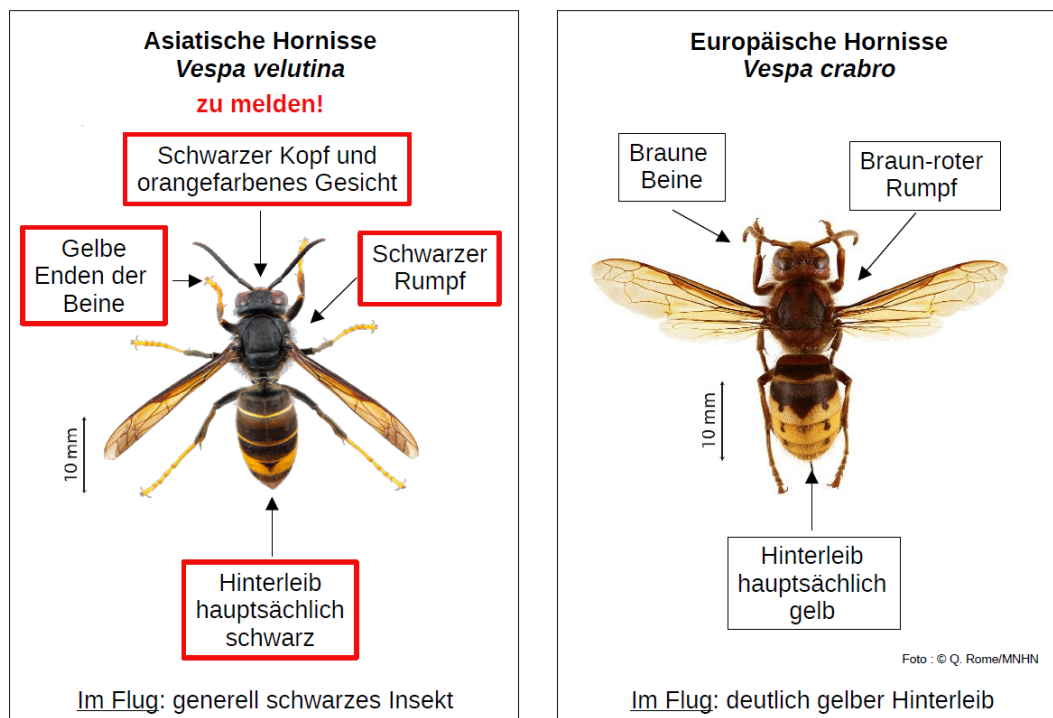 Asiatische Hornisse
Vespa velutina
zu melden!
Schwarzer Kopf und
orangefarbenes Gesicht
Gelbe
Enden der
Beine
Schwarzer
Rumpf
10 mm
Hinterleib
hauptsächlich
schwarz
Im Flug: generell schwarzes Insekt
Europäische Hornisse
Vespa crabro
Braune
Beine
Braun-roter
Rumpf
10 mm
Hinterleib
hauptsächlich
gelb
Foto : © Q. Rome/MNHN
Im Flug: deutlich gelber Hinterleib